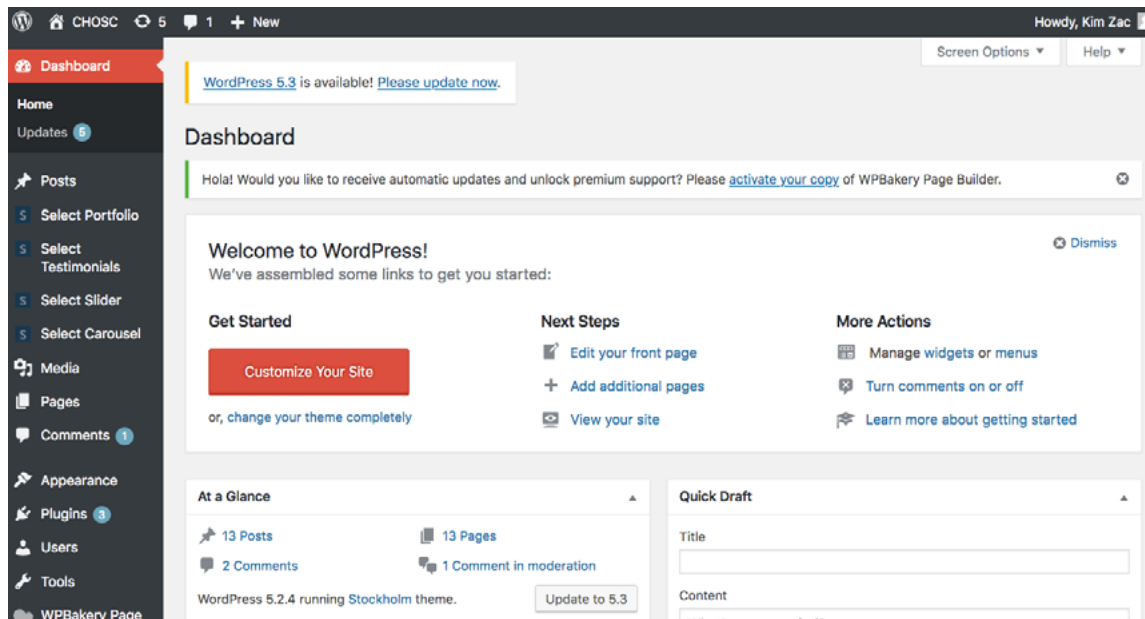 CHOSC 5 1 + New Howdy, Kim Zac
Screen Options ▼ Help ▼
Dashboard
Home
Updates 5
Posts
Select Portfolio
Select
Testimonials
Select Slider
Select Carousel
Media
Pages
Comments 1
Appearance
Plugins 3
Users
Tools
WPBakery Page
WordPress 5.3 is available! Please update now.
Dashboard
Hola! Would you like to receive automatic updates and unlock premium support? Please activate your copy of WPBakery Page Builder.
Welcome to WordPress!
We've assembled some links to get you started:
Dismiss
Get Started
Customize Your Site
or, change your theme completely
Next Steps
Edit your front page
Add additional pages
View your site
More Actions
Manage widgets or menus
Turn comments on or off
Learn more about getting started
At a Glance
13 Posts
13 Pages
2 Comments
1 Comment in moderation
WordPress 5.2.4 running Stockholm theme.
Update to 5.3
Quick Draft
Title
Content